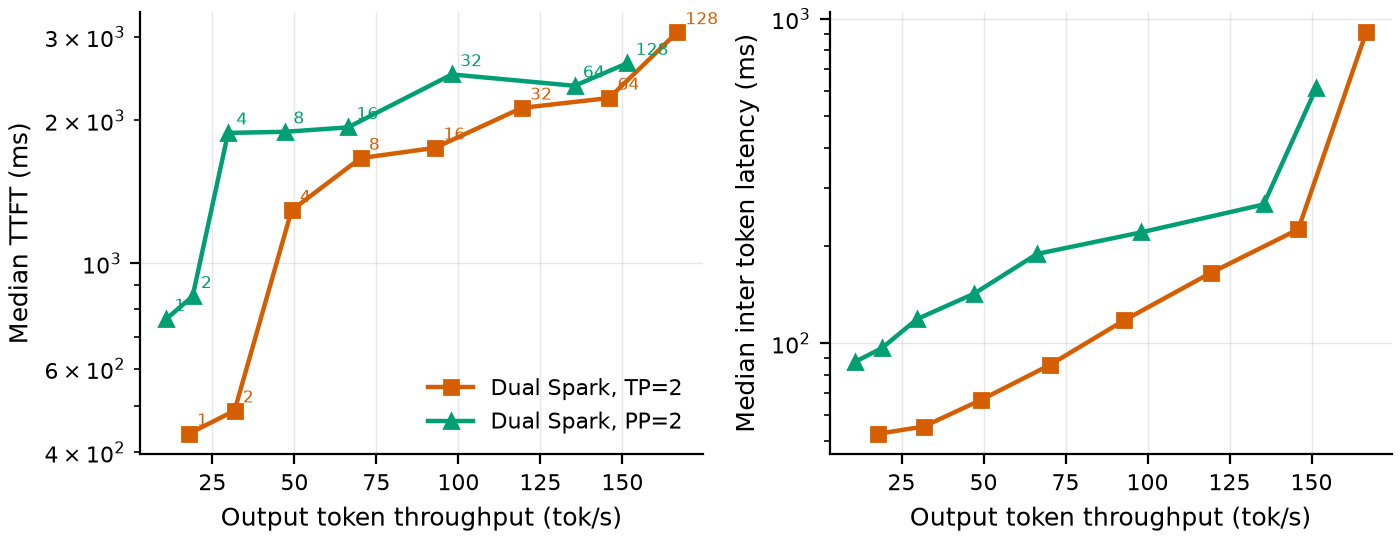 Median TTFT (ms)
3 × 10³
2 × 10³
10³
6 × 10²
4 × 10²
1
2
4
8
16
32
64
128
1
2
4
8
16
32
64
128
Dual Spark, TP=2
Dual Spark, PP=2
25 50 75 100 125 150
Output token throughput (tok/s)
Median inter token latency (ms)
10³
10²
25 50 75 100 125 150
Output token throughput (tok/s)